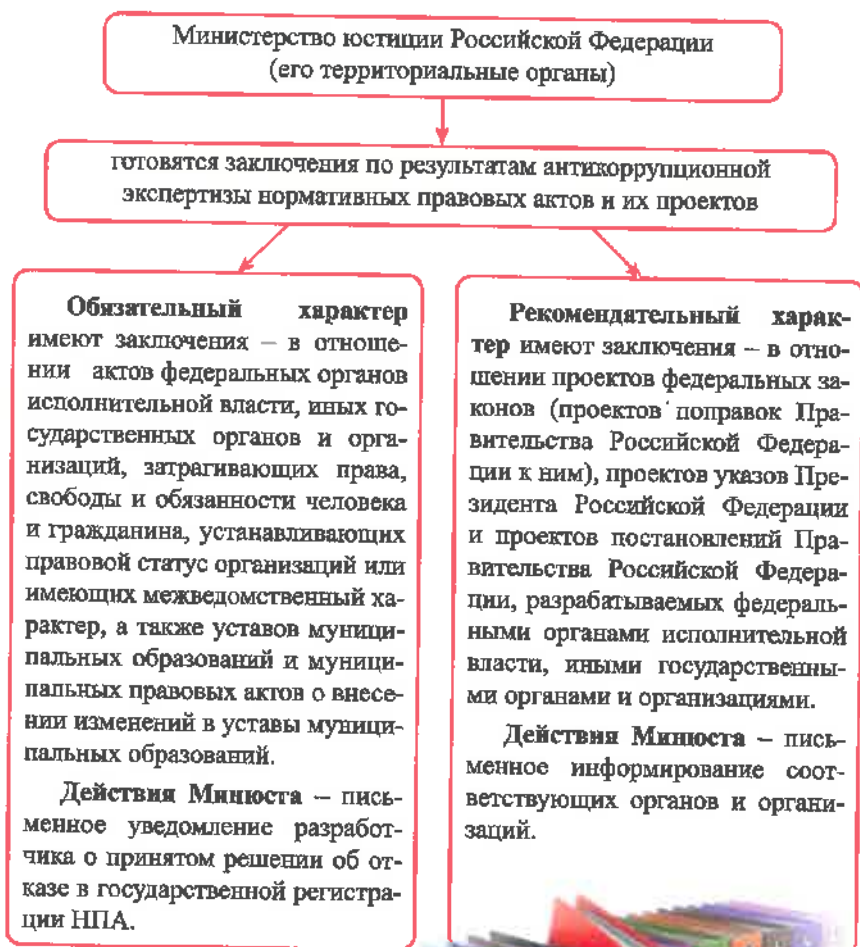 Министерство юстиции Российской Федерации
(его территориальные органы)
готовятся заключения по результатам антикоррупционной
экспертизы нормативных правовых актов и их проектов
Обязательный характер
имеют заключения – в отноше-
нии актов федеральных органов
исполнительной власти, иных го-
сударственных органов и орга-
низаций, затрагивающих права,
свободы и обязанности человека
и гражданина, устанавливающих
правовой статус организаций или
имеющих межведомственный ха-
рактер, а также уставов муници-
пальных образований и муници-
пальных правовых актов о внесе-
нии изменений в уставы муници-
пальных образований.
Действия Минюста – пись-
менное уведомление разработ-
чика о принятом решении об от-
казе в государственной регистра-
ции НПА.
Рекомендательный харак-
тер имеют заключения – в отно-
шении проектов федеральных за-
конов (проектов поправок Пра-
вительства Российской Федера-
ции к ним), проектов указов Пре-
зидента Российской Федерации
и проектов постановлений Пра-
вительства Российской Федера-
ции, разрабатываемых федераль-
ными органами исполнительной
власти, иными государственны-
ми органами и организациями.
Действия Минюста – пись-
менное информирование соот-
ветствующих органов и органи-
заций.